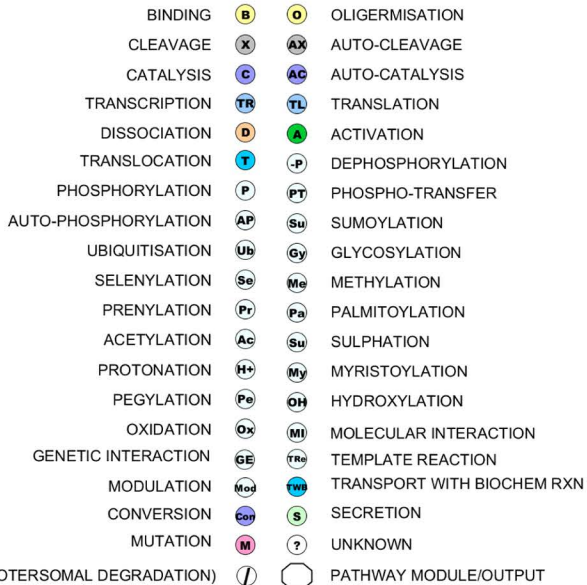 BINDING B O OLIGERMISATION
CLEAVAGE X AX AUTO-CLEAVAGE
CATALYSIS C AC AUTO-CATALYSIS
TRANSCRIPTION TR TL TRANSLATION
DISSOCIATION D A ACTIVATION
TRANSLOCATION T -P DEPHOSPHORYLATION
PHOSPHORYLATION P PT PHOSPHO-TRANSFER
AUTO-PHOSPHORYLATION AP Su SUMOYLATION
UBIQUITISATION Ub Gy GLYCOSYLATION
SELENYLATION Se Me METHYLATION
PRENYLATION Pr Pa PALMITOYLATION
ACETYLATION Ac Su SULPHATION
PROTONATION H+ My MYRISTOYLATION
PEGYLATION Pe OH HYDROXYLATION
OXIDATION Ox MI MOLECULAR INTERACTION
GENETIC INTERACTION GE TRe TEMPLATE REACTION
MODULATION Mod TWB TRANSPORT WITH BIOCHEM RXN
CONVERSION Con S SECRETION
MUTATION M ? UNKNOWN
OTERSOMAL DEGRADATION) / PATHWAY MODULE/OUTPUT